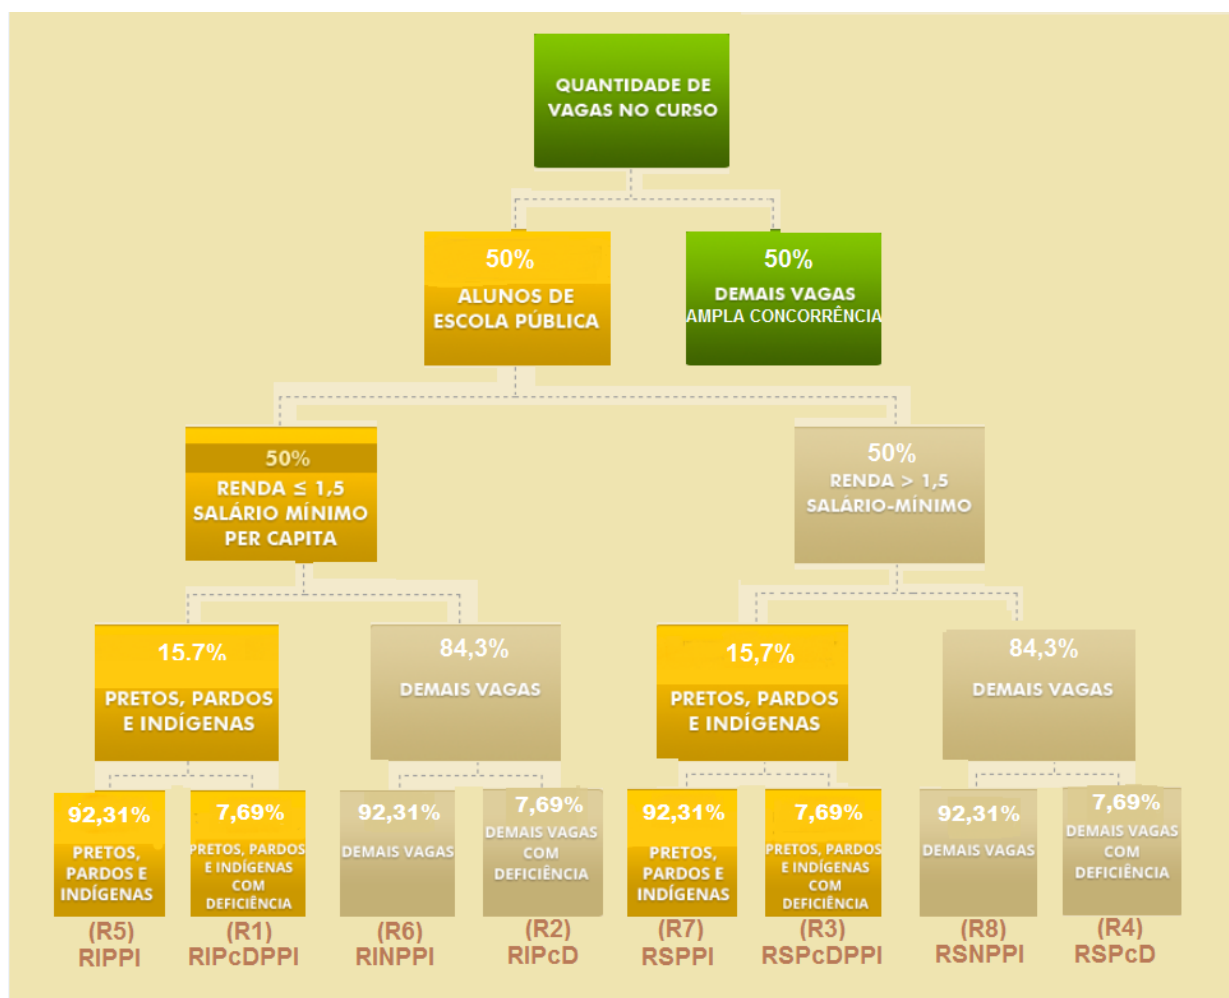 QUANTIDADE DE
VAGAS NO CURSO
50%
ALUNOS DE
ESCOLA PÚBLICA
50%
DEMAIS VAGAS
AMPLA CONCORRÊNCIA
50%
RENDA ≤ 1,5
SALÁRIO MÍNIMO
PER CAPITA
50%
RENDA > 1,5
SALÁRIO-MÍNIMO
15.7%
PRETOS, PARDOS
E INDÍGENAS
84,3%
DEMAIS VAGAS
15,7%
PRETOS, PARDOS
E INDÍGENAS
84,3%
DEMAIS VAGAS
92,31%
PRETOS,
PARDOS E
INDÍGENAS
(R5)
RIPPI
7,69%
PRETOS, PARDOS
E INDÍGENAS
COM
DEFICIÊNCIA
(R1)
RIPcDPPI
92,31%
DEMAIS VAGAS
(R6)
RINPPI
7,69%
DEMAIS VAGAS
COM
DEFICIÊNCIA
(R2)
RIPcD
92,31%
PRETOS,
PARDOS E
INDÍGENAS
(R7)
RSPPI
7,69%
PRETOS, PARDOS
E INDÍGENAS
COM
DEFICIÊNCIA
(R3)
RSPcDPPI
92,31%
DEMAIS VAGAS
(R8)
RSNPPI
7,69%
DEMAIS VAGAS
COM
DEFICIÊNCIA
(R4)
RSPcD